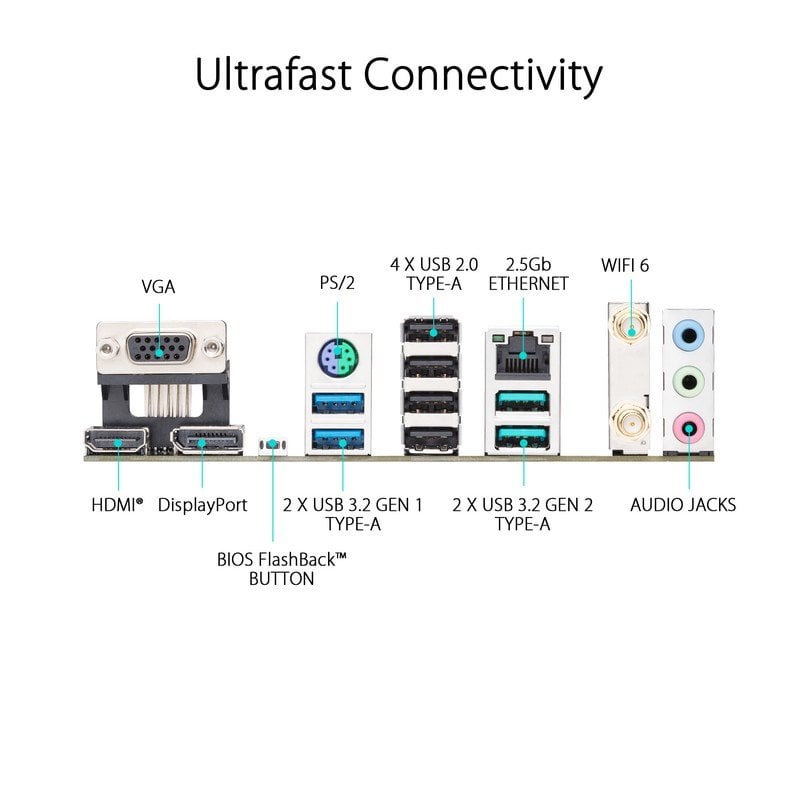 Ultrafast Connectivity
VGA
PS/2
4 X USB 2.0
TYPE-A
2.5Gb
ETHERNET
WIFI 6
HDMI®
DisplayPort
2 X USB 3.2 GEN 1
TYPE-A
2 X USB 3.2 GEN 2
TYPE-A
AUDIO JACKS
BIOS FlashBack™
BUTTON